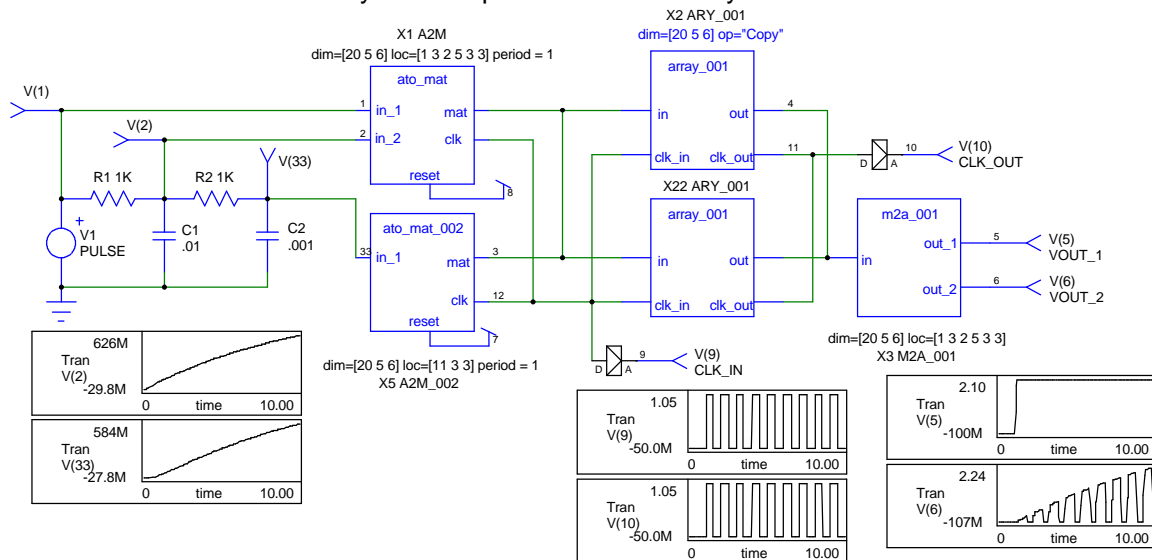 X2 ARY_001
dim=[20 5 6] op="Copy"
X1 A2M
dim=[20 5 6] loc=[1 3 2 5 3 3] period = 1
ato_mat
in_1
in_2
mat
clk
reset
1
2
8
array_001
in
out
clk_in
clk_out
4
11
V(1)
V(2)
V(33)
R1 1K
R2 1K
V1
PULSE
+
C1
.01
C2
.001
ato_mat_002
33
in_1
mat
3
clk
12
reset
7
dim=[20 5 6] loc=[11 3 3] period = 1
X5 A2M_002
X22 ARY_001
array_001
in
out
clk_in
clk_out
D
A
10
V(10)
CLK_OUT
m2a_001
in
out_1
out_2
5
V(5)
VOUT_1
6
V(6)
VOUT_2
dim=[20 5 6] loc=[1 3 2 5 3 3]
X3 M2A_001
D
A
9
V(9)
CLK_IN
626M
Tran
V(2)
-29.8M
0 time 10.00
584M
Tran
V(33)
-27.8M
0 time 10.00
1.05
Tran
V(9)
-50.0M
0 time 10.00
1.05
Tran
V(10)
-50.0M
0 time 10.00
2.10
Tran
V(5)
-100M
0 time 10.00
2.24
Tran
V(6)
-107M
0 time 10.00